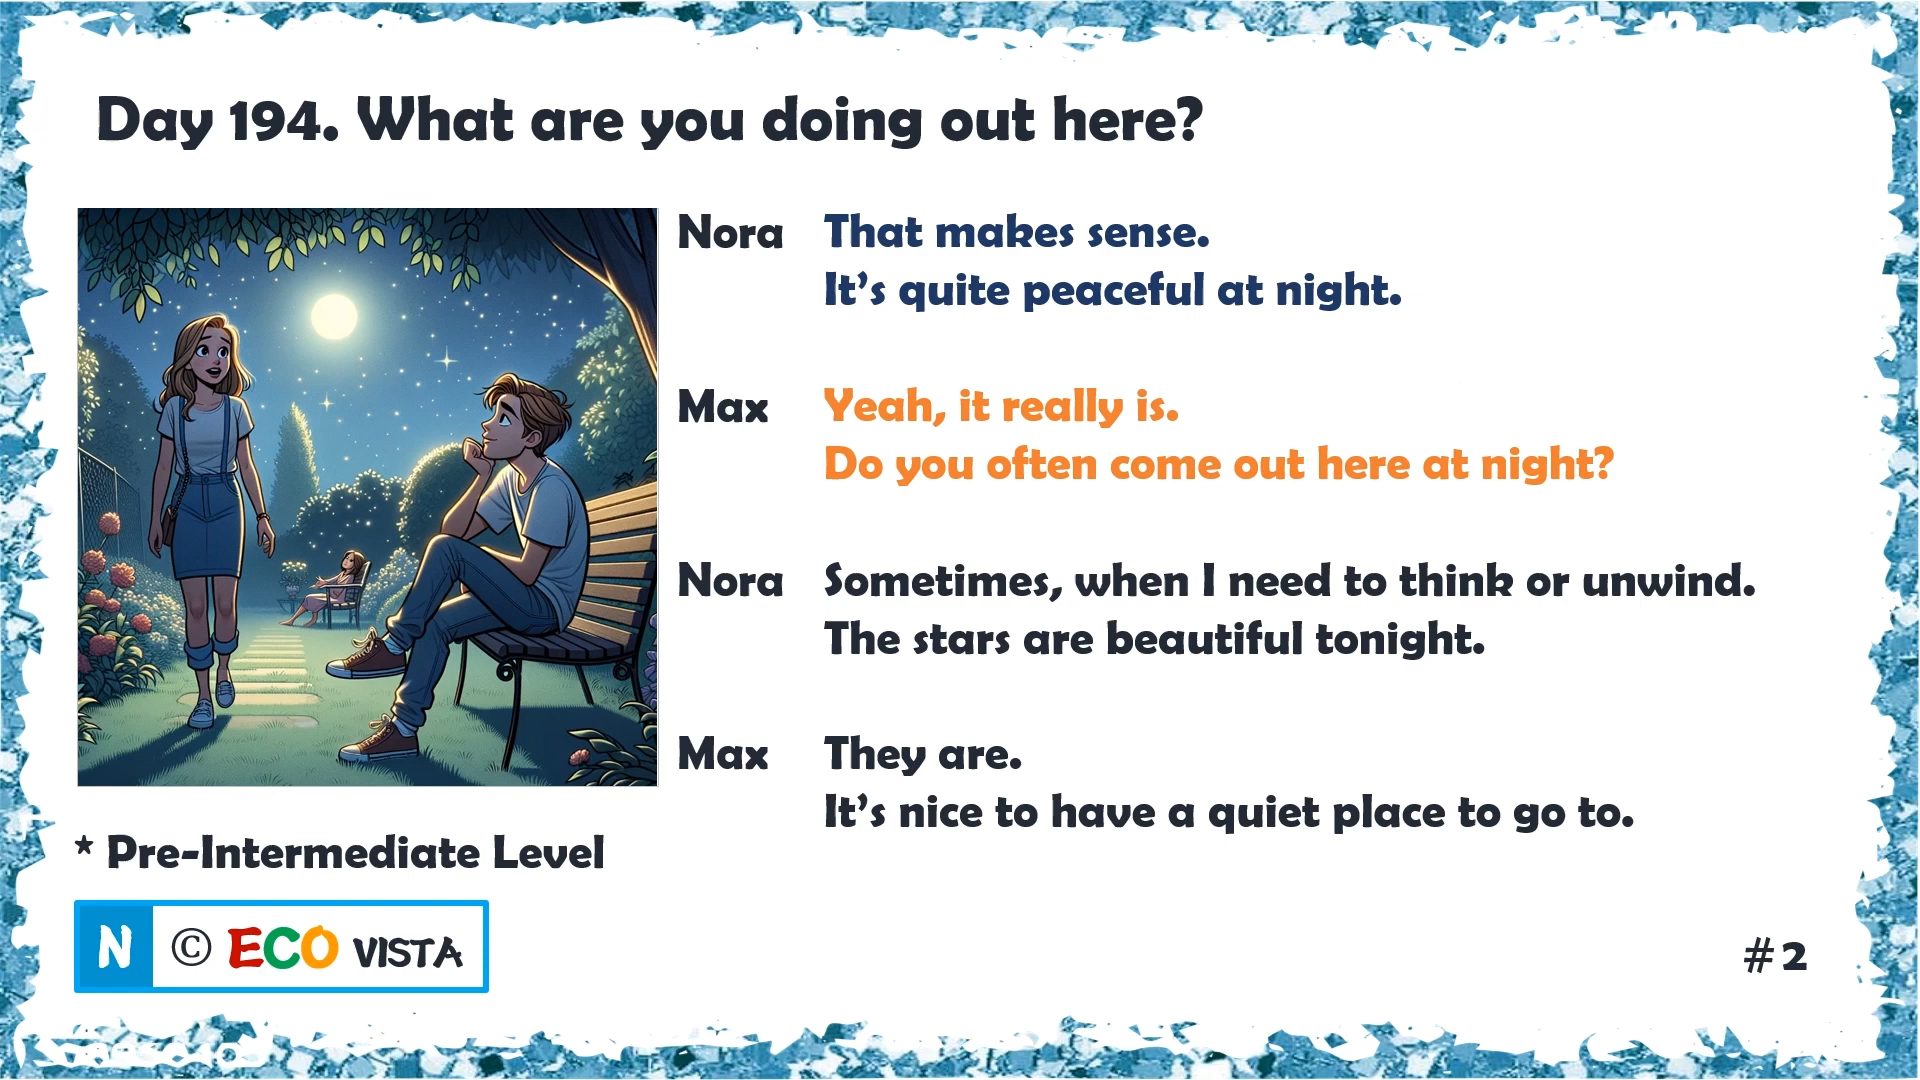 Day 194. What are you doing out here?
Nora That makes sense.
It's quite peaceful at night.
Max Yeah, it really is.
Do you often come out here at night?
Nora Sometimes, when I need to think or unwind.
The stars are beautiful tonight.
Max They are.
It's nice to have a quiet place to go to.
* Pre-Intermediate Level
N © ECO VISTA
#2